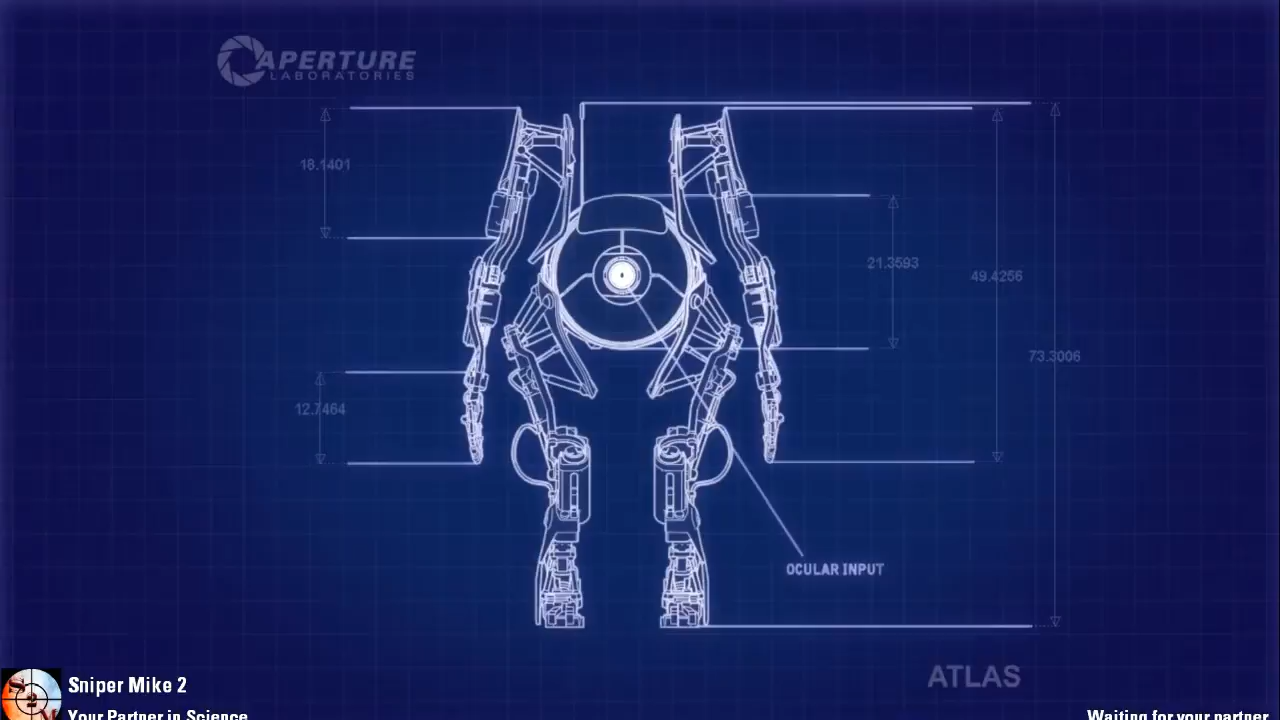 APERTURE
LABORATORIES
18.1401
21.3593
49.4256
73.3006
12.7464
OCULAR INPUT
ATLAS
Sniper Mike 2
Your Partner in Science
Waiting for your partner